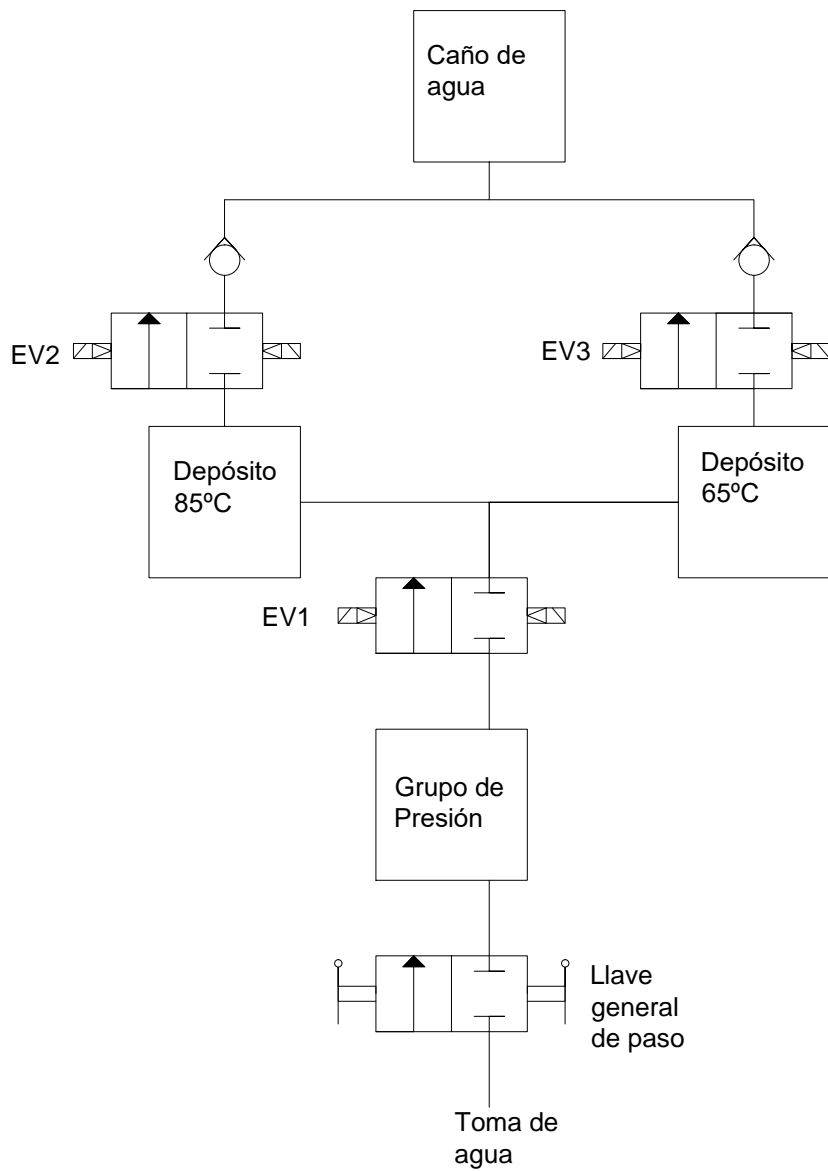 Caño de
agua
EV2
EV3
Depósito
85ºC
Depósito
65ºC
EV1
Grupo de
Presión
Llave
general
de paso
Toma de
agua